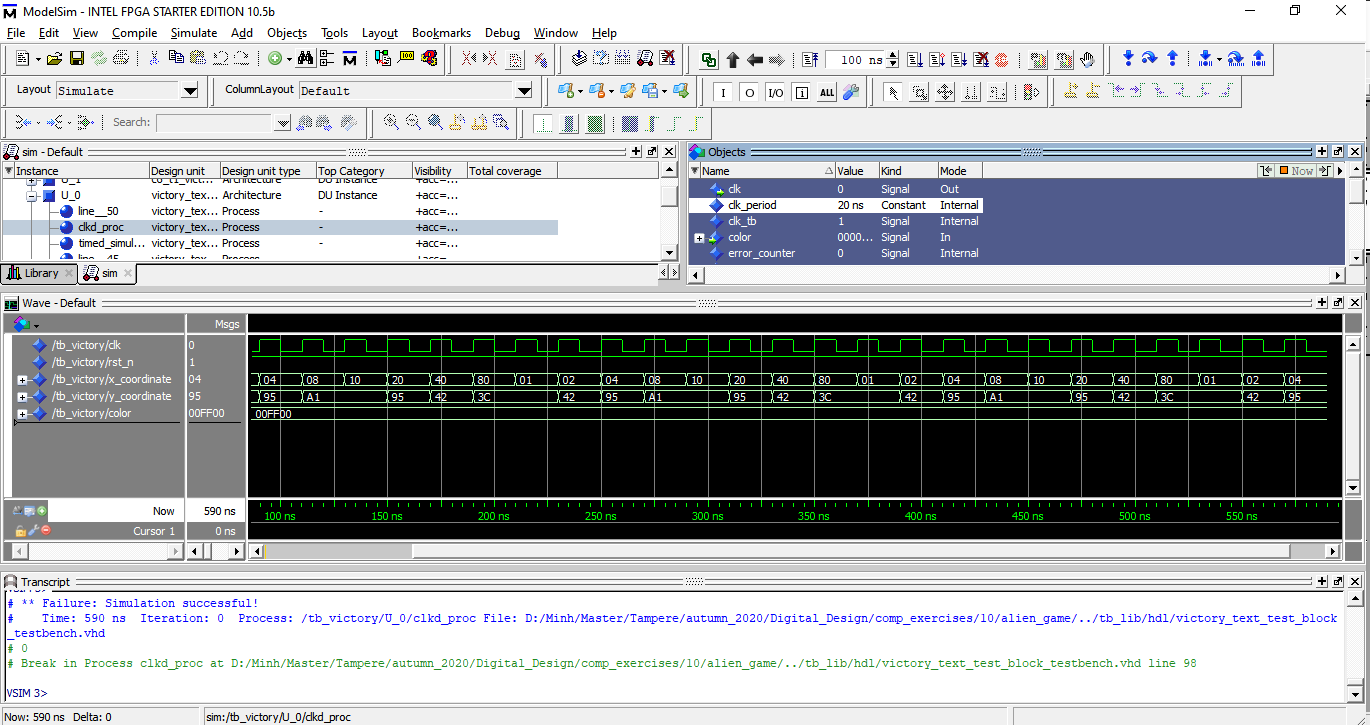 ModelSim - INTEL FPGA STARTER EDITION 10.5b
File Edit View Compile Simulate Add Objects Tools Layout Bookmarks Debug Window Help
100 ns
Layout Simulate ColumnLayout Default
I O I/O i ALL
Search:
sim - Default
Instance Design unit Design unit type Top Category Visibility Total coverage
U_1 co_t1_vict... Architecture DU Instance +acc=...
U_0 victory_tex... Architecture DU Instance +acc=...
line__50 victory_tex... Process - +acc=...
clkd_proc victory_tex... Process - +acc=...
timed_simul... victory_tex... Process - +acc=...
line__45 victory_tex... Process - +acc=...
Library sim
Objects
Name Value Kind Mode Now
clk 0 Signal Out
clk_period 20 ns Constant Internal
clk_tb 1 Signal Internal
color 0000... Signal In
error_counter 0 Signal Internal
Wave - Default
Msgs
/tb_victory/clk 0
/tb_victory/rst_n 1
/tb_victory/x_coordinate 04 04 08 10 20 40 80 01 02 04 08 10 20 40 80 01 02 04 08 10 20 40 80 01 02 04
/tb_victory/y_coordinate 95 95 A1 95 42 3C 42 95 A1 95 42 3C 42 95 A1 95 42 3C 42 95
/tb_victory/color 00FF00 00FF00
Now 590 ns 100 ns 150 ns 200 ns 250 ns 300 ns 350 ns 400 ns 450 ns 500 ns 550 ns
Cursor 1 0 ns
Transcript
VSIM 3>
# ** Failure: Simulation successful!
# Time: 590 ns Iteration: 0 Process: /tb_victory/U_0/clkd_proc File: D:/Minh/Master/Tampere/autumn_2020/Digital_Design/comp_exercises/10/alien_game/../tb_lib/hdl/victory_text_test_block
_testbench.vhd
# 0
# Break in Process clkd_proc at D:/Minh/Master/Tampere/autumn_2020/Digital_Design/comp_exercises/10/alien_game/../tb_lib/hdl/victory_text_test_block_testbench.vhd line 98
VSIM 3>
Now: 590 ns Delta: 0 sim:/tb_victory/U_0/clkd_proc